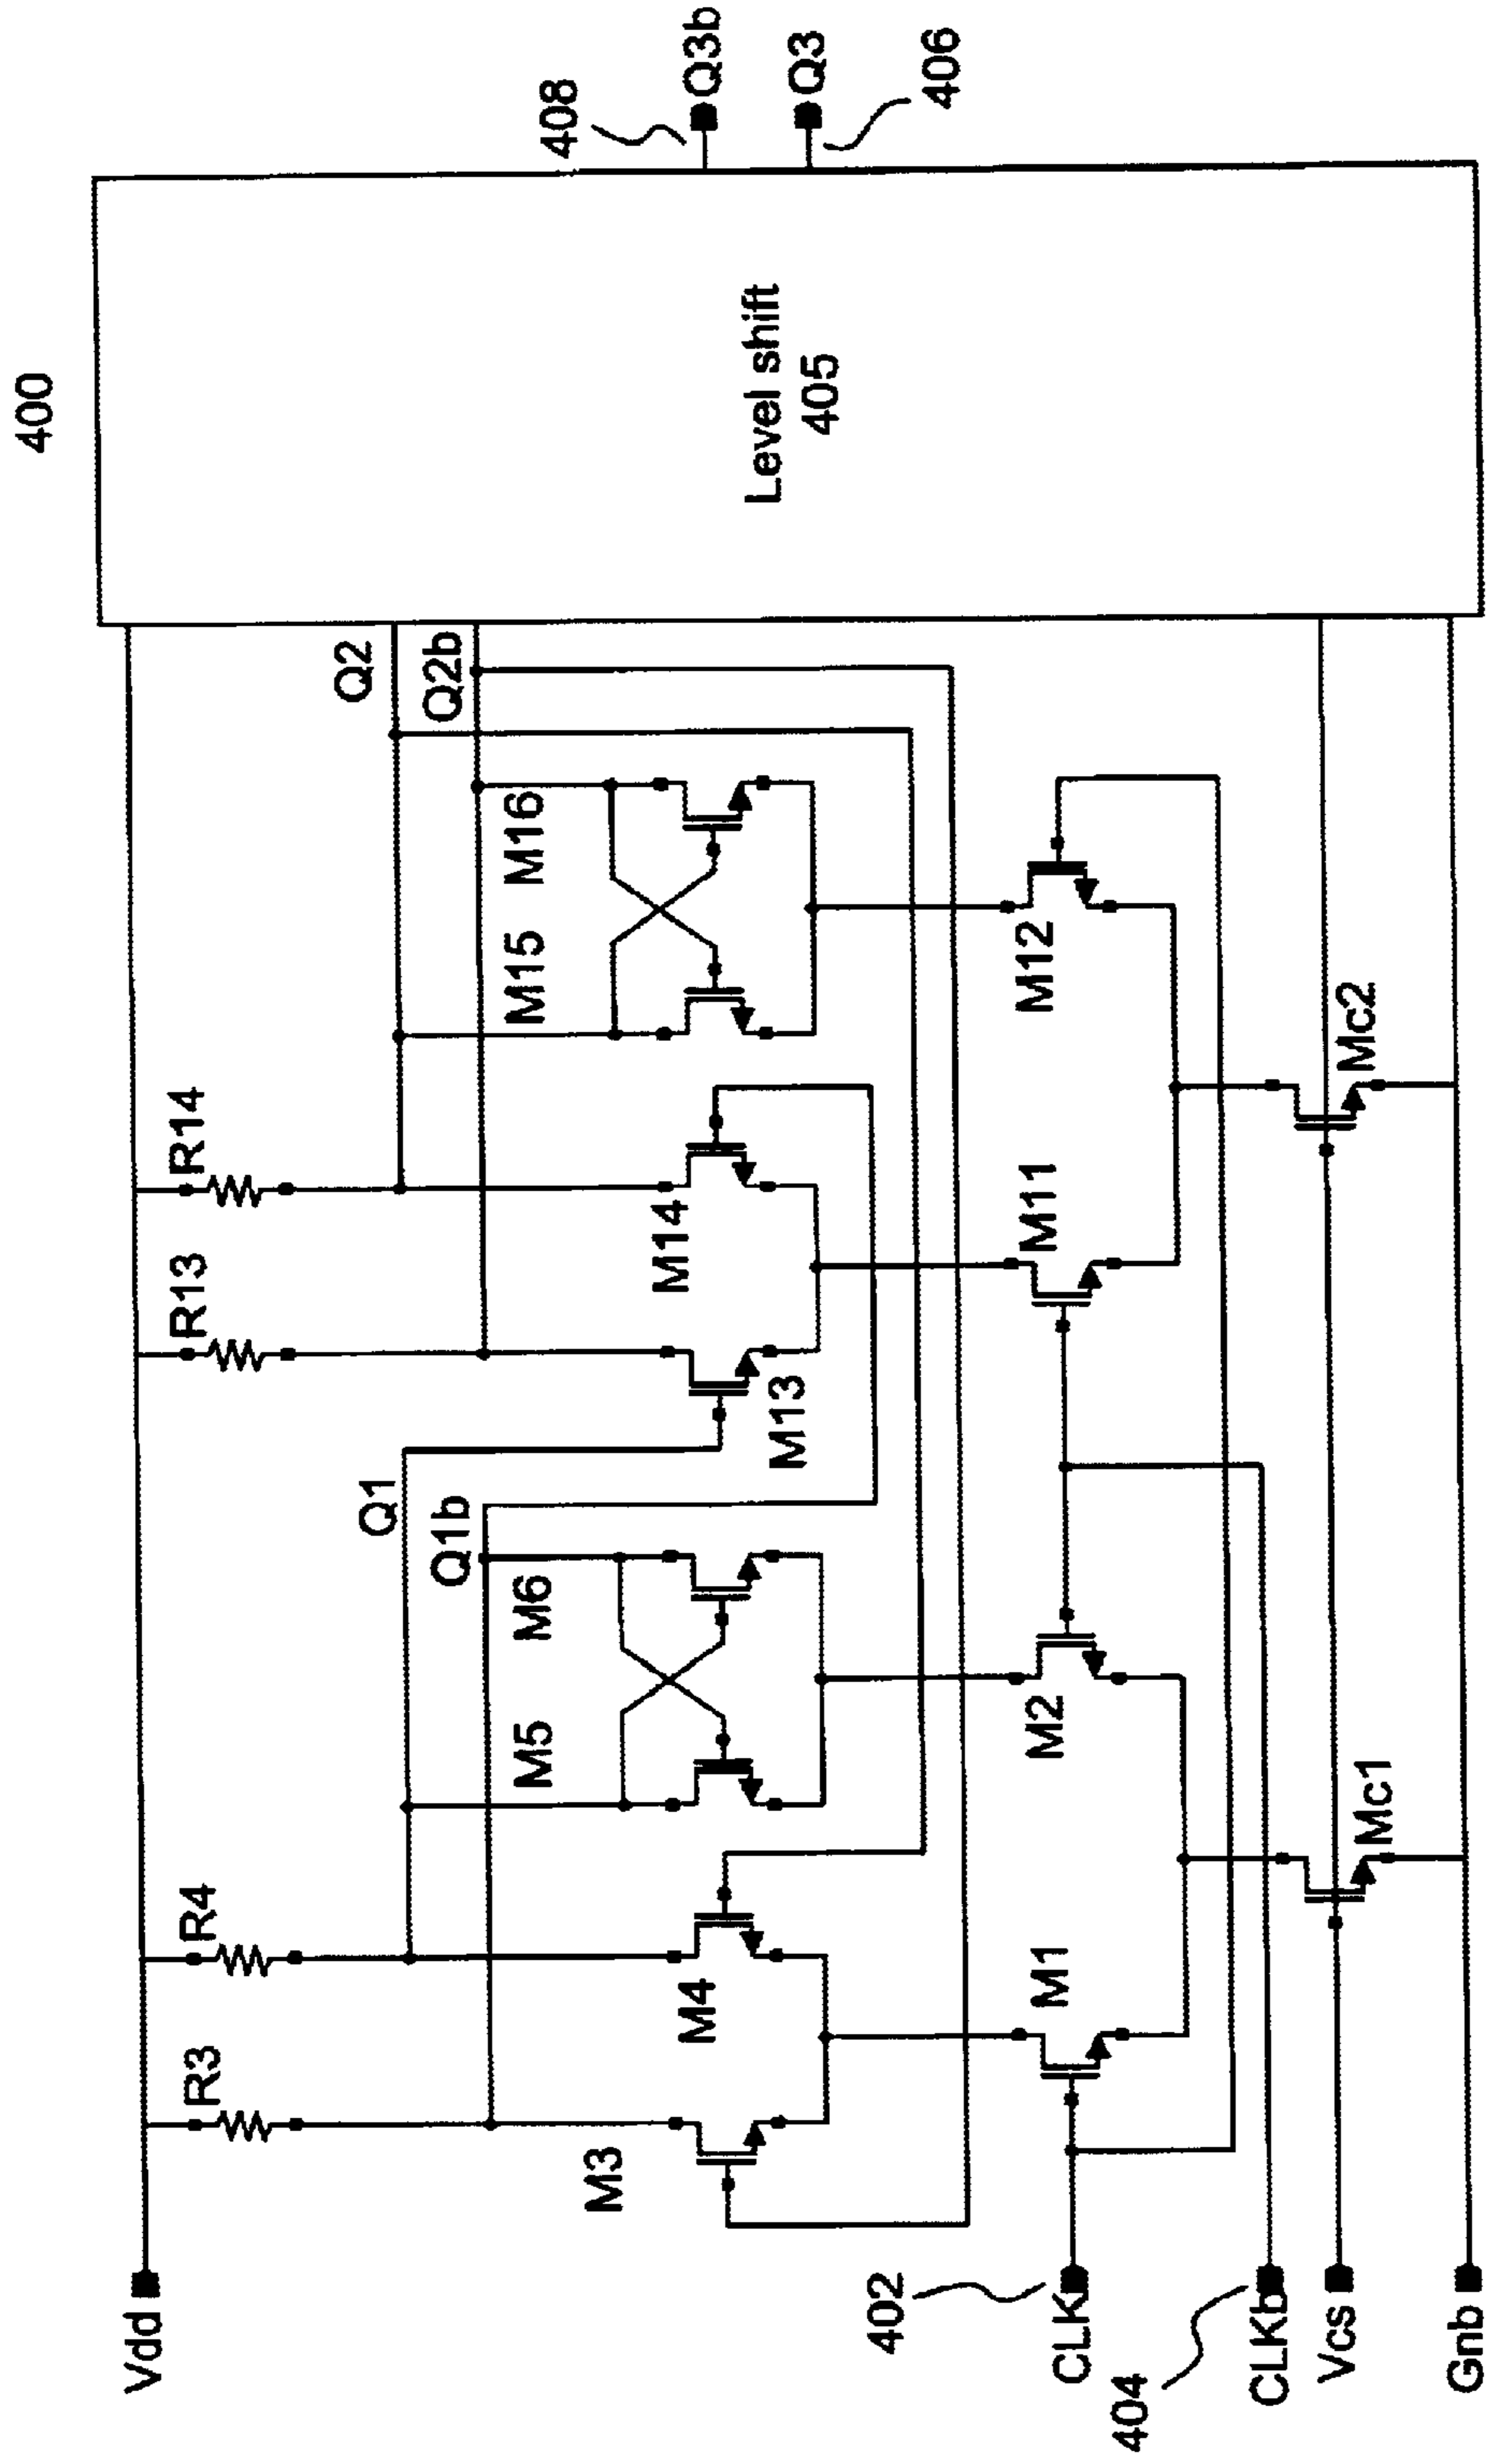 400
Vdd
R3
R4
R13
R14
Q1
Q1b
Q2
Q2b
M5
M6
M15
M16
M3
M4
M13
M14
Level shift
405
408
Q3b
Q3
406
402
CLK
M1
M2
M11
M12
404
CLKb
Vcs
Mc1
Mc2
Gnb